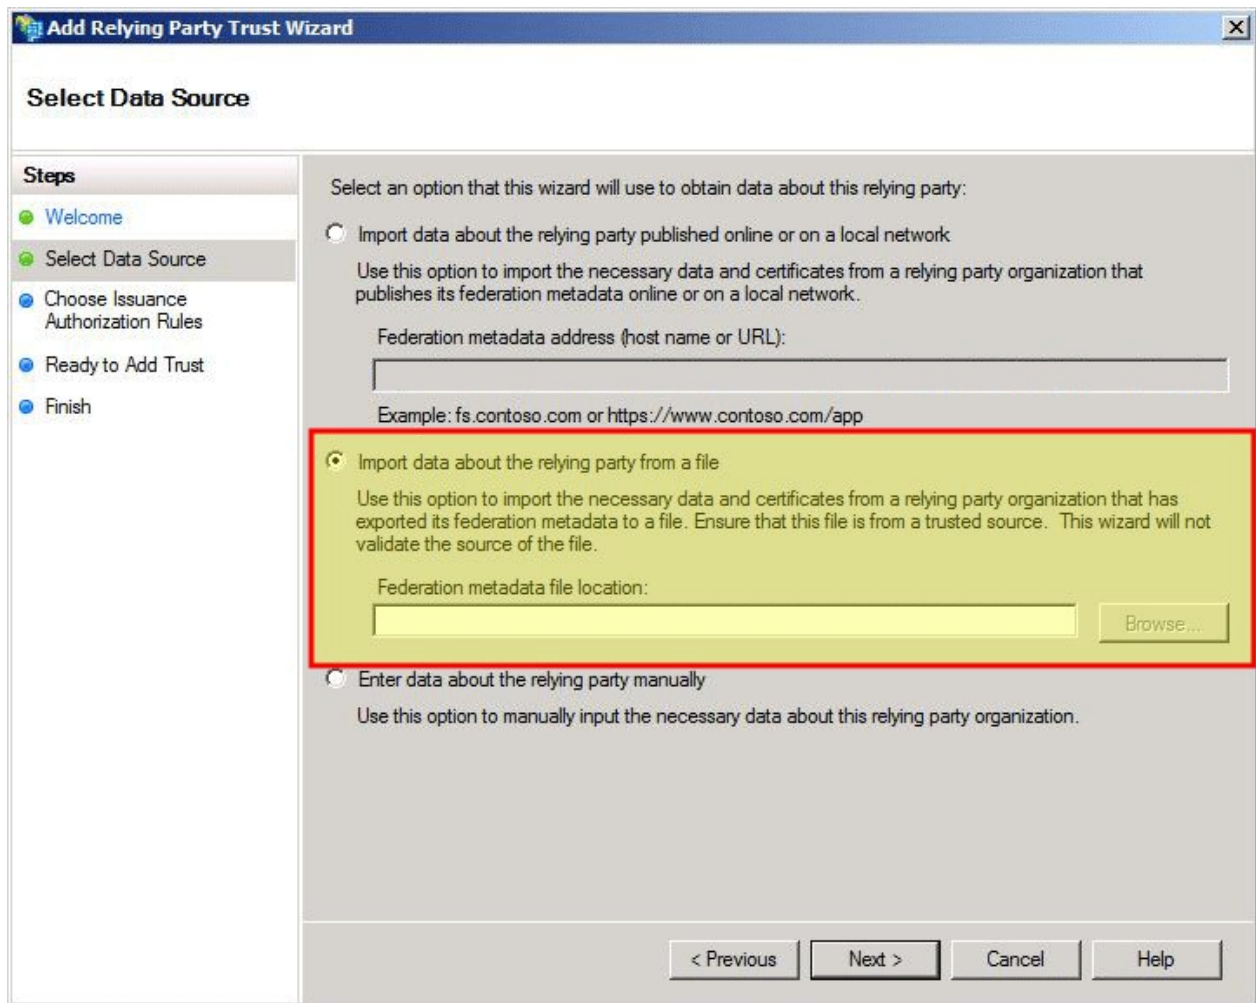 Add Relying Party Trust Wizard
Select Data Source
Steps
Welcome
Select Data Source
Choose Issuance
Authorization Rules
Ready to Add Trust
Finish
Select an option that this wizard will use to obtain data about this relying party:
Import data about the relying party published online or on a local network
Use this option to import the necessary data and certificates from a relying party organization that
publishes its federation metadata online or on a local network.
Federation metadata address (host name or URL):
Example: fs.contoso.com or https://www.contoso.com/app
Import data about the relying party from a file
Use this option to import the necessary data and certificates from a relying party organization that has
exported its federation metadata to a file. Ensure that this file is from a trusted source.  This wizard will not
validate the source of the file.
Federation metadata file location:
Browse...
Enter data about the relying party manually
Use this option to manually input the necessary data about this relying party organization.
< Previous
Next >
Cancel
Help